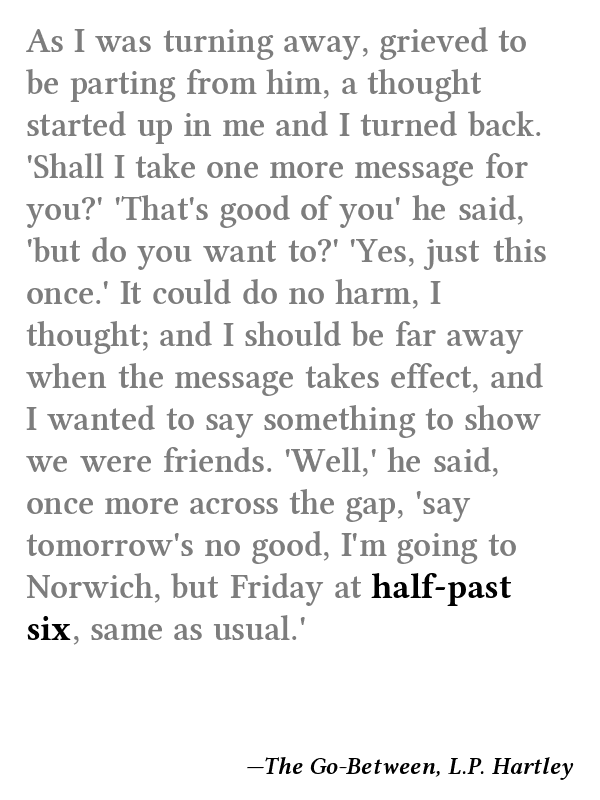 As I was turning away, grieved to
be parting from him, a thought
started up in me and I turned back.
'Shall I take one more message for
you?' 'That's good of you' he said,
'but do you want to?' 'Yes, just this
once.' It could do no harm, I
thought; and I should be far away
when the message takes effect, and
I wanted to say something to show
we were friends. 'Well,' he said,
once more across the gap, 'say
tomorrow's no good, I'm going to
Norwich, but Friday at half-past
six, same as usual.'
—The Go-Between, L.P. Hartley